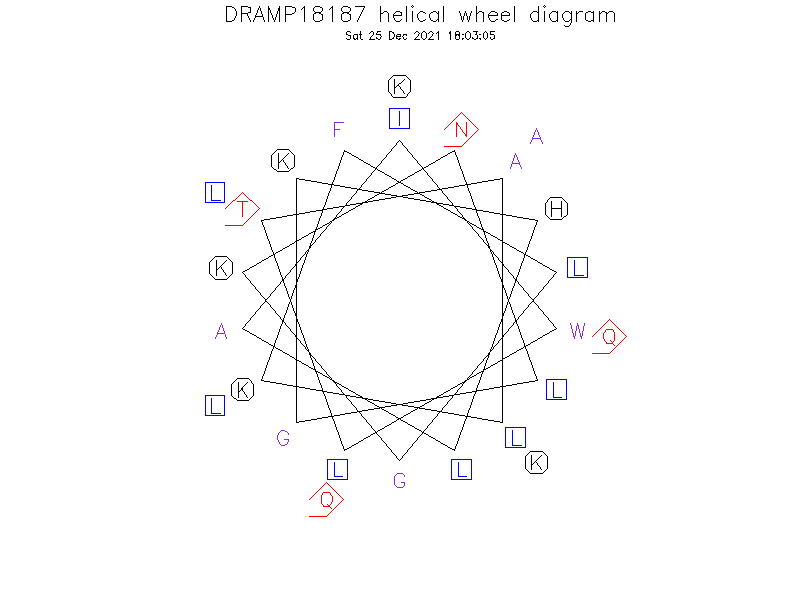 DRAMP18187 helical wheel diagram
Sat 25 Dec 2021 18:03:05
K
I
F N A
K A
L T H
K L
A W Q
L K L
G L K
L G L
Q